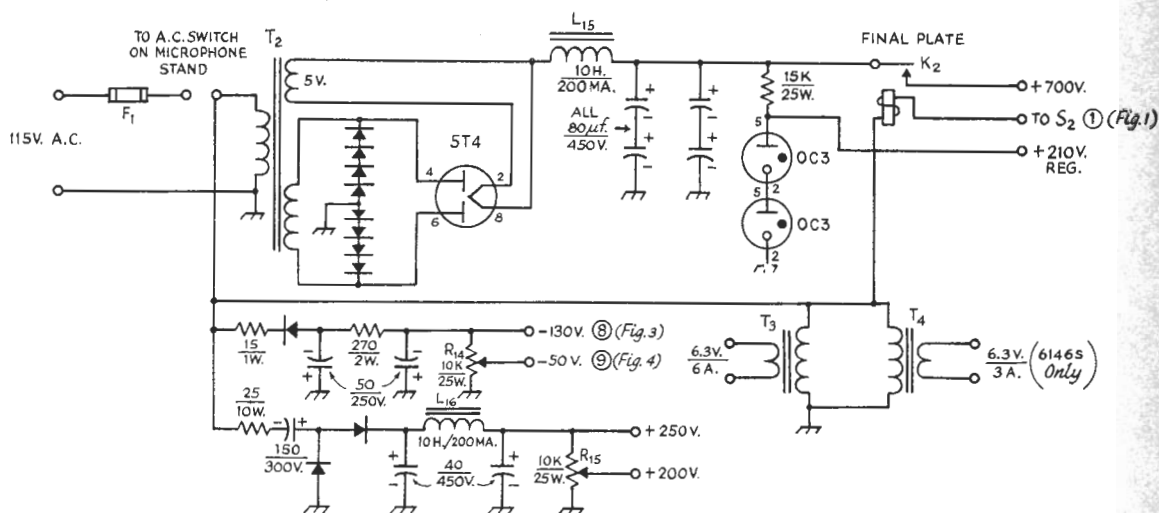 TO A.C. SWITCH
ON MICROPHONE
STAND
T2
L15
10H.
200MA.
FINAL PLATE
K2
+700V.
TO S2 ① (Fig.1)
+210V.
REG.
F1
115V. A.C.
5V.
5T4
4
6
2
8
ALL
80µf.
450V.
+
-
+
-
+
-
+
-
15K
25W.
5
OC3
2
5
OC3
2
15
1W.
270
2W.
-
+
-
+
50
250V.
R14
10K
25W.
-130V. ⑧ (Fig.3)
-50V. ⑨ (Fig.4)
T3
T4
6.3V.
6A.
6.3V.
3A.
(6146S
Only)
25
10W.
-
+
150
300V.
L16
10H./200MA.
+
-
+
-
40
450V.
10K
25W.
R15
+250V.
+200V.